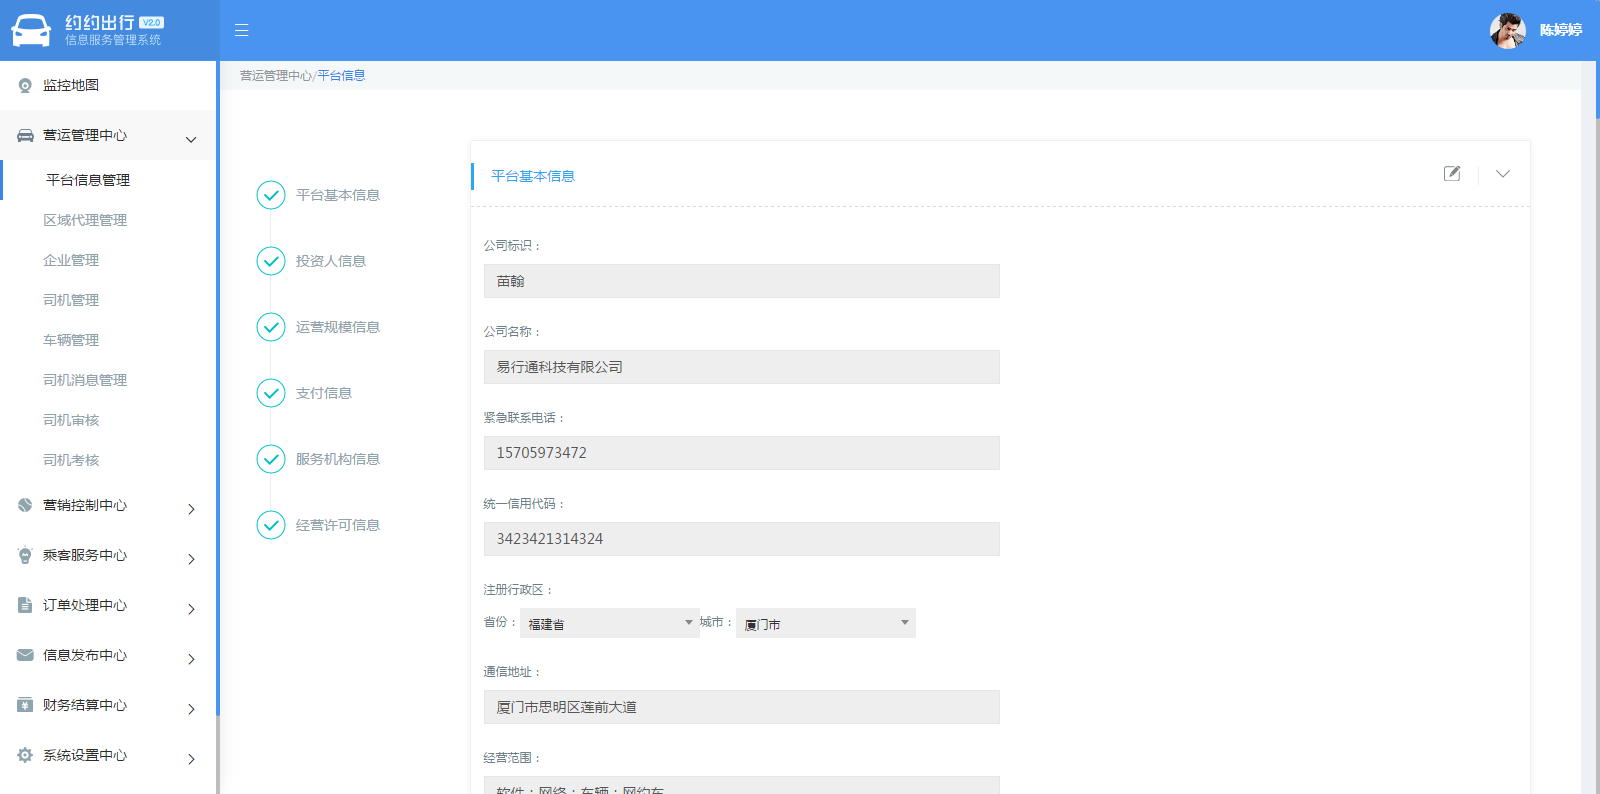 约约出行 V2.0
信息服务管理系统
陈婷婷
监控地图
营运管理中心
平台信息管理
区域代理管理
企业管理
司机管理
车辆管理
司机消息管理
司机审核
司机考核
营销控制中心
乘客服务中心
订单处理中心
信息发布中心
财务结算中心
系统设置中心
营运管理中心/平台信息
平台基本信息
投资人信息
运营规模信息
支付信息
服务机构信息
经营许可信息
平台基本信息
公司标识：
苗翰
公司名称：
易行通科技有限公司
紧急联系电话：
15705973472
统一信用代码：
3423421314324
注册行政区：
省份： 福建省 城市： 厦门市
通信地址：
厦门市思明区莲前大道
经营范围：
软件；网络；车辆；网约车